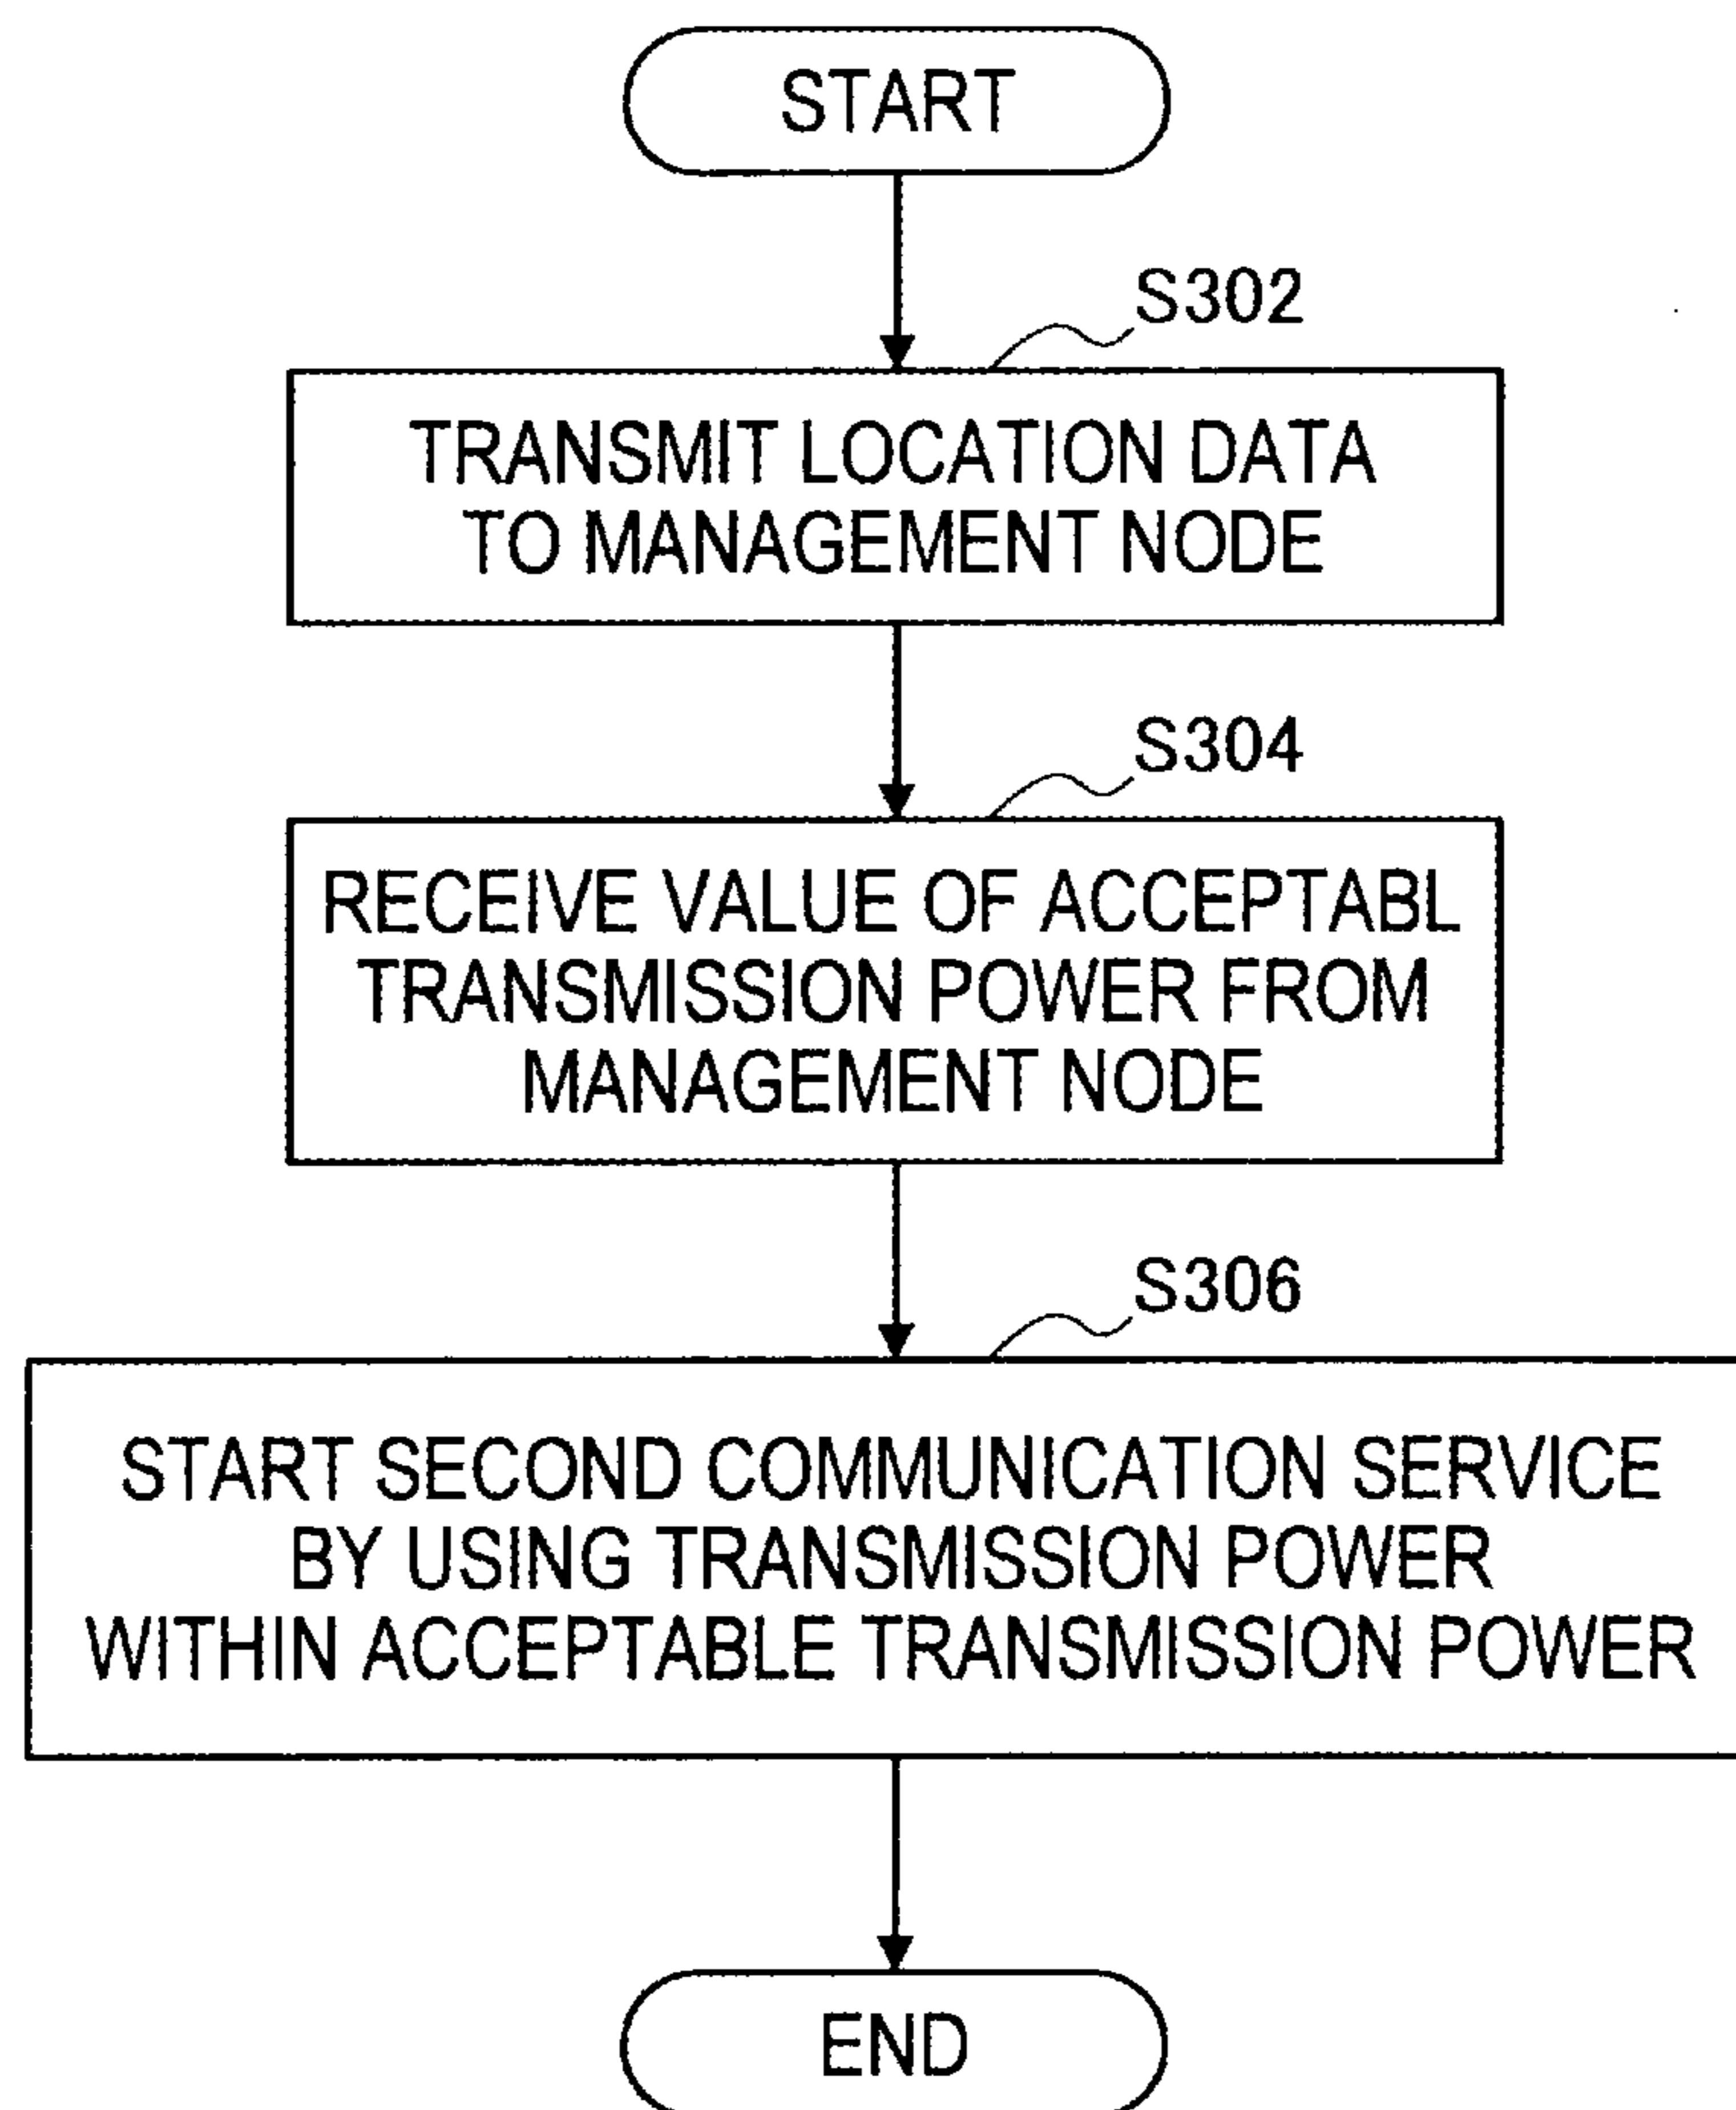 START
S302
TRANSMIT LOCATION DATA
TO MANAGEMENT NODE
S304
RECEIVE VALUE OF ACCEPTABL
TRANSMISSION POWER FROM
MANAGEMENT NODE
S306
START SECOND COMMUNICATION SERVICE
BY USING TRANSMISSION POWER
WITHIN ACCEPTABLE TRANSMISSION POWER
END